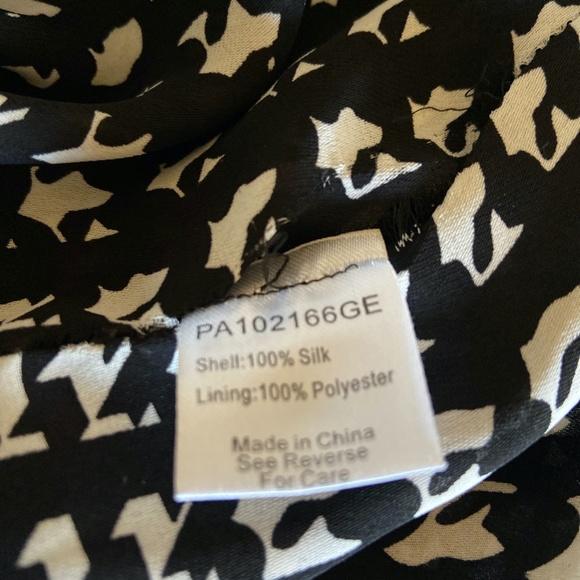 PA102166GE
Shell:100% Silk
Lining:100% Polyester
Made in China
See Reverse
For Care